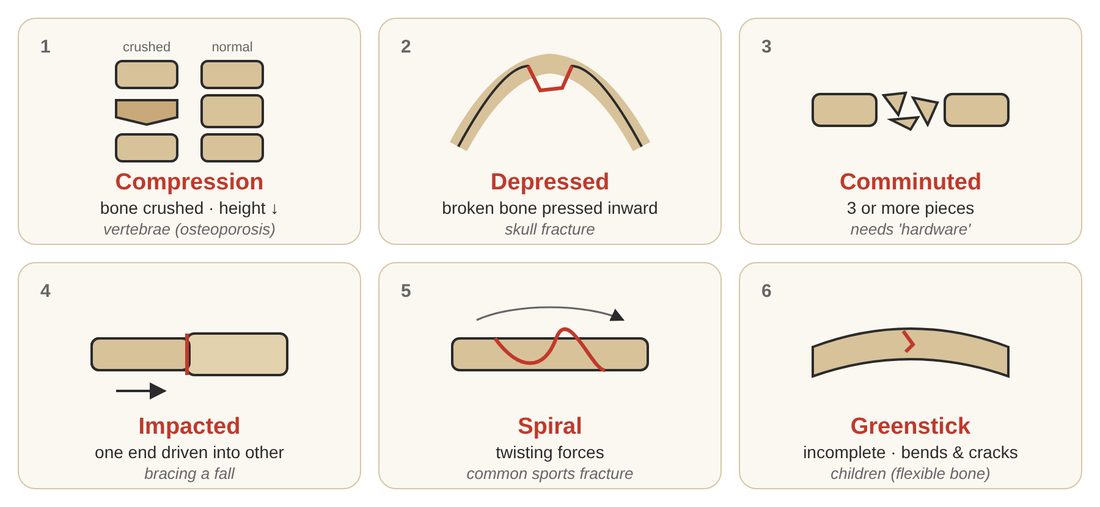 1
crushed normal
Compression
bone crushed · height ↓
vertebrae (osteoporosis)
2
Depressed
broken bone pressed inward
skull fracture
3
Comminuted
3 or more pieces
needs 'hardware'
4
Impacted
one end driven into other
bracing a fall
5
Spiral
twisting forces
common sports fracture
6
Greenstick
incomplete · bends & cracks
children (flexible bone)